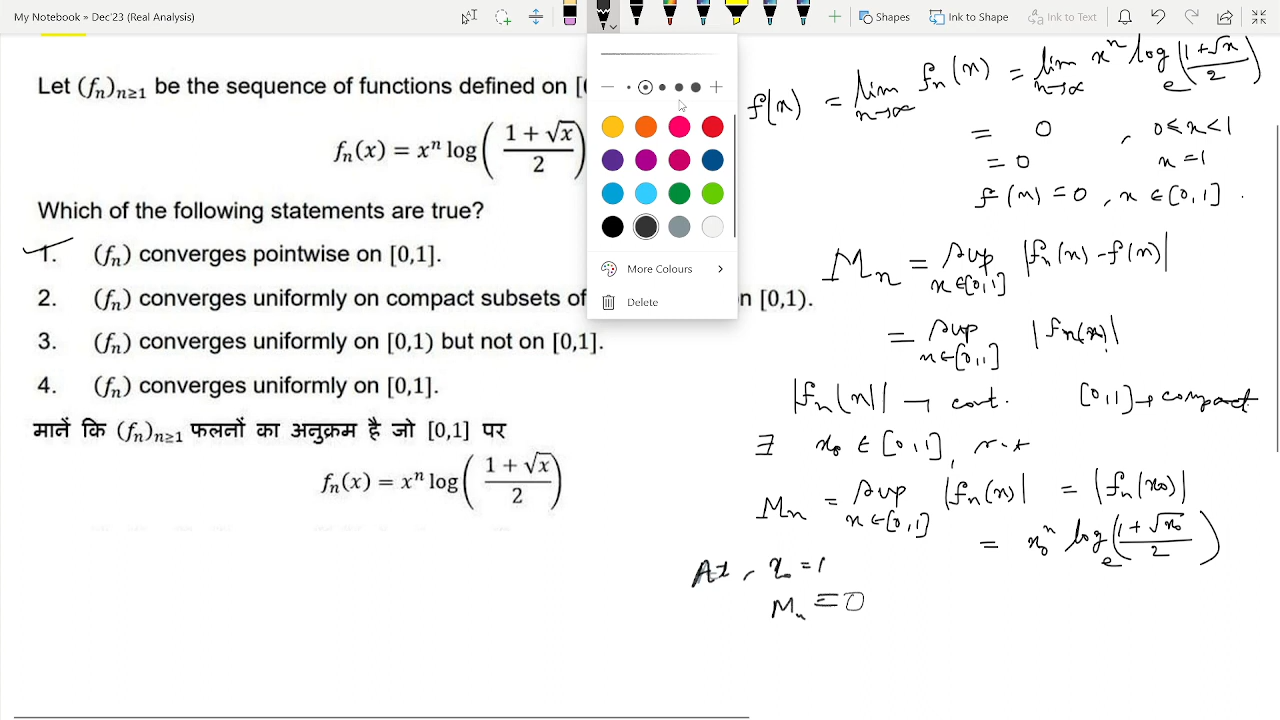 My Notebook » Dec'23 (Real Analysis)
Shapes Ink to Shape Ink to Text
Let (fₙ)ₙ≥₁ be the sequence of functions defined on [
fₙ(x) = xⁿ log( (1 + √x)/2 )
Which of the following statements are true?
1. (fₙ) converges pointwise on [0,1].
2. (fₙ) converges uniformly on compact subsets of n [0,1).
3. (fₙ) converges uniformly on [0,1) but not on [0,1].
4. (fₙ) converges uniformly on [0,1].
मानें कि (fₙ)ₙ≥₁ फलनों का अनुक्रम है जो [0,1] पर
fₙ(x) = xⁿ log( (1 + √x)/2 )
More Colours
Delete
f(x) = lim n→∞ fₙ(x) = lim n→∞ xⁿ logₑ( (1+√x)/2 )
= 0 , 0≤x<1
= 0 x=1
f(x) = 0 , x ∈ [0,1] .
Mₙ = sup x∈[0,1] |fₙ(x) - f(x)|
= sup x∈[0,1] |fₙ(x)|
|fₙ(x)| → cont. [0,1] → compact
∃ x₀ ∈ [0,1], s.t
Mₙ = sup x∈[0,1] |fₙ(x)| = |fₙ(x₀)|
= x₀ⁿ logₑ( (1+√x₀)/2 )
At, x₀ = 1
Mₙ = 0